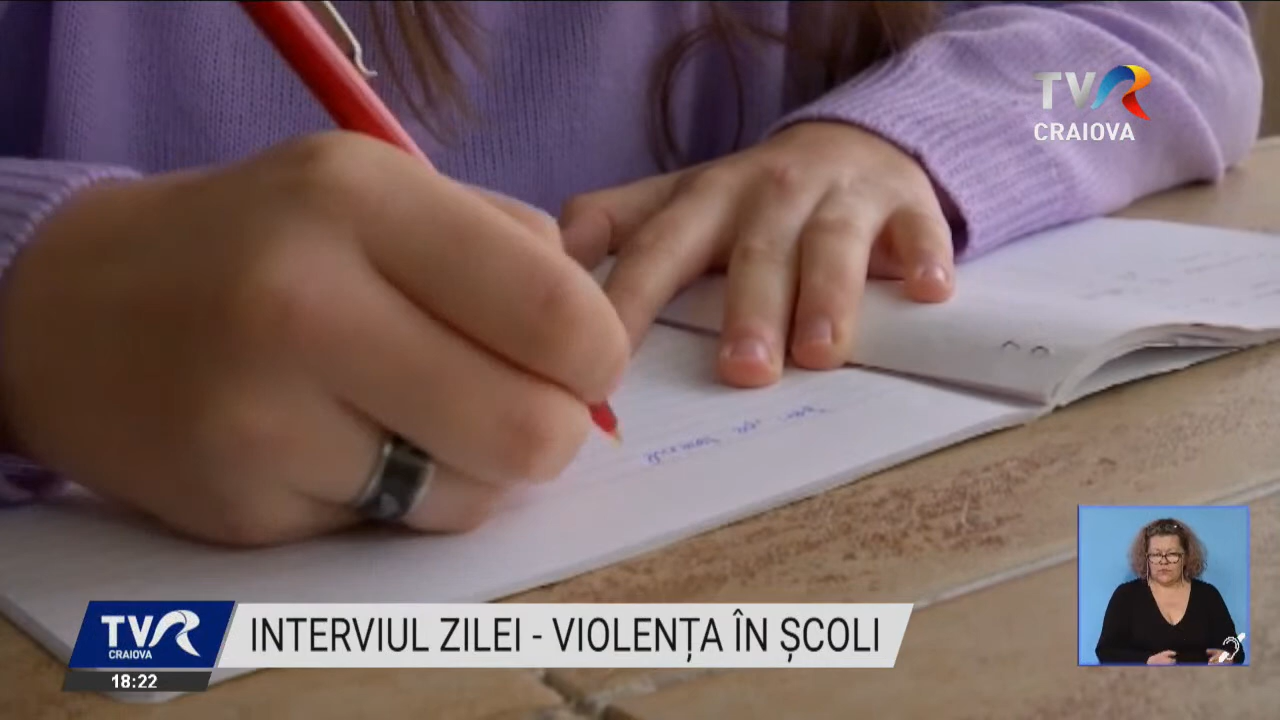 TVR
CRAIOVA
TVR
CRAIOVA
INTERVIUL ZILEI - VIOLENȚA ÎN ȘCOLI
18:22